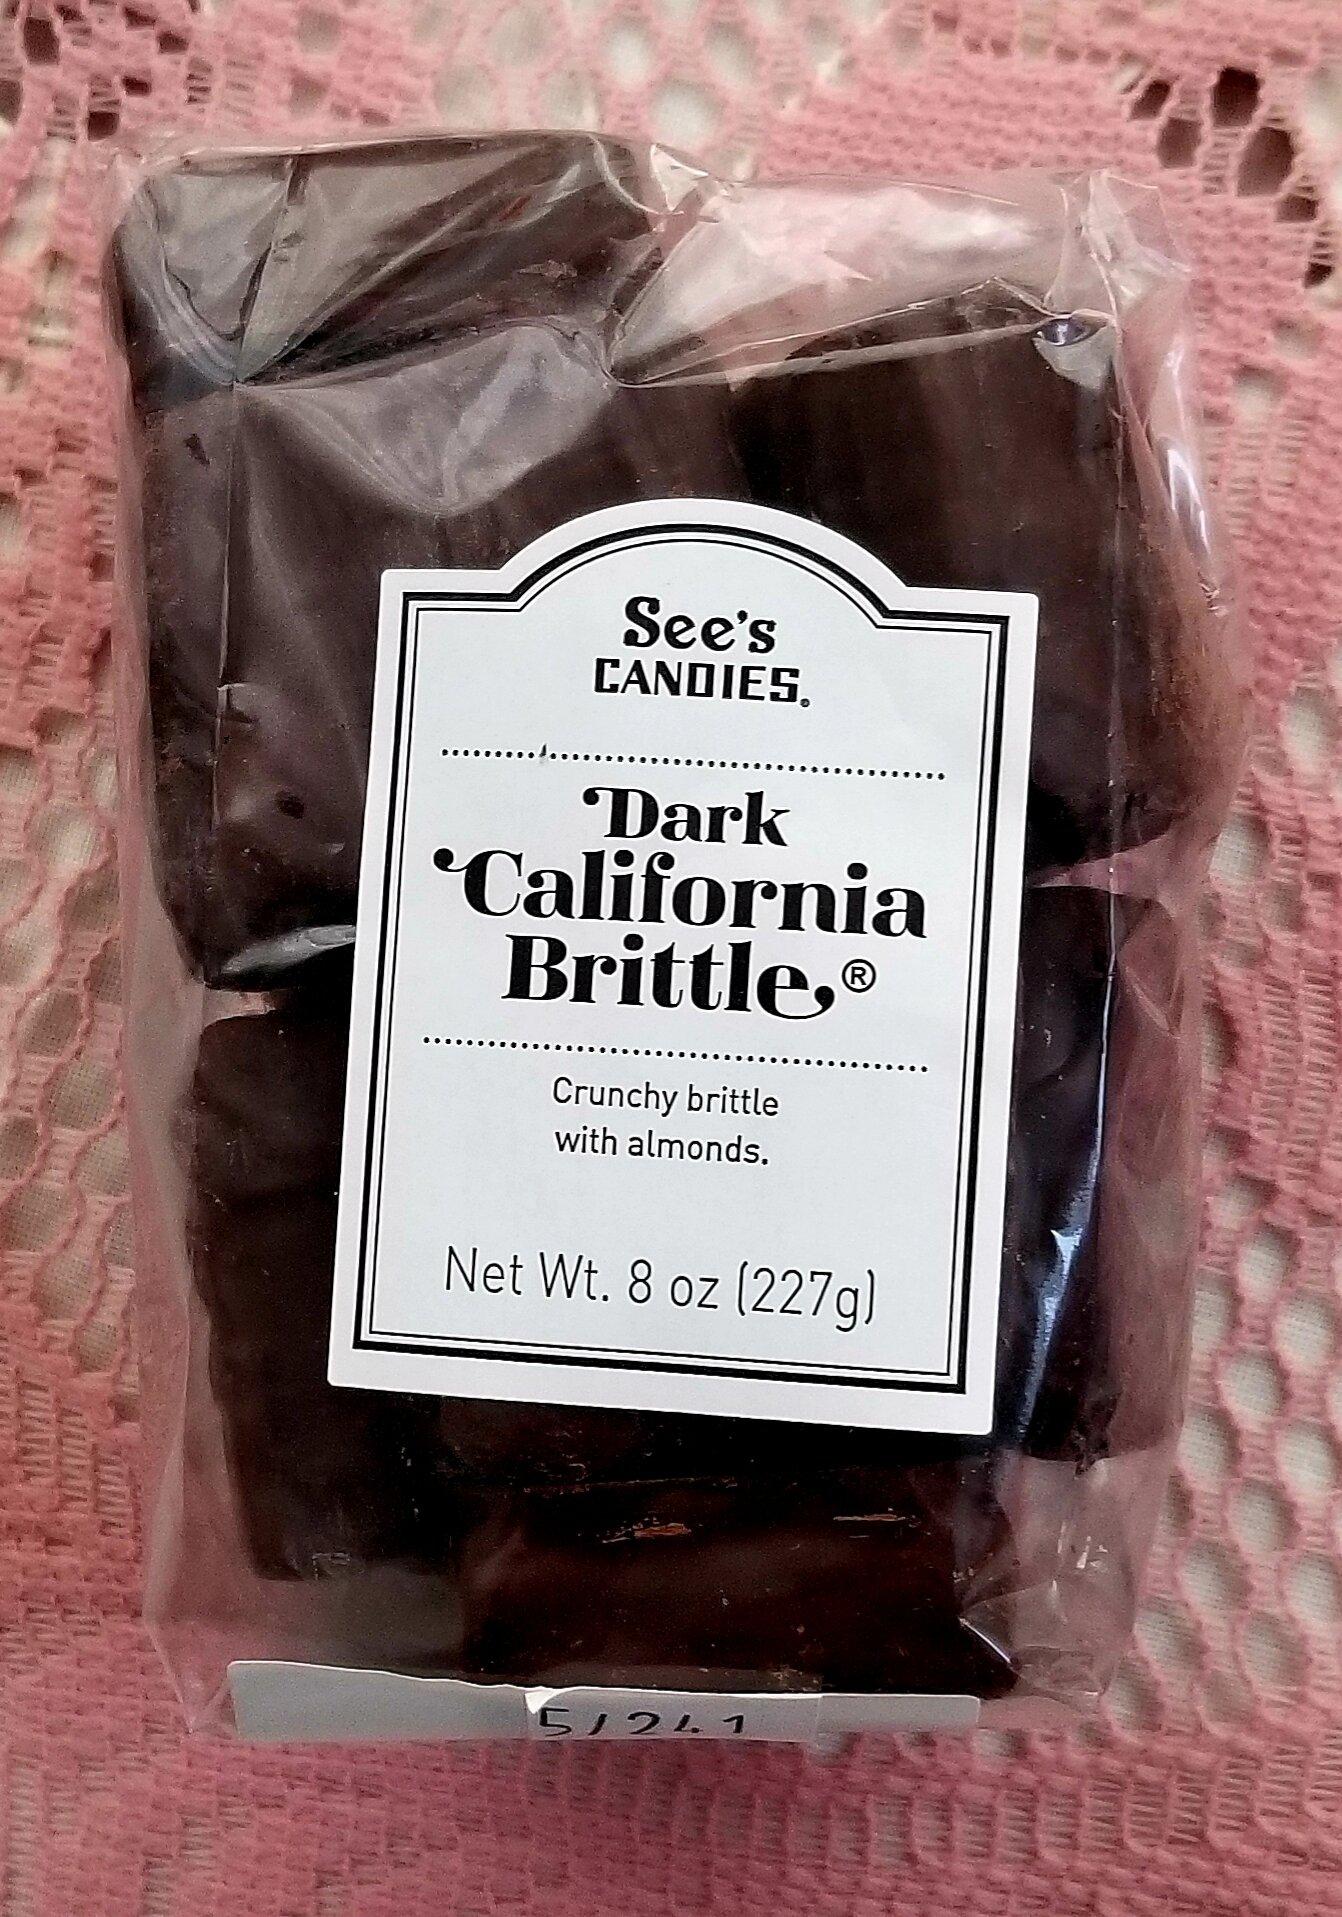 See's
CANDIES®
Dark
California
Brittle®
Crunchy brittle
with almonds.
Net Wt. 8 oz (227g)